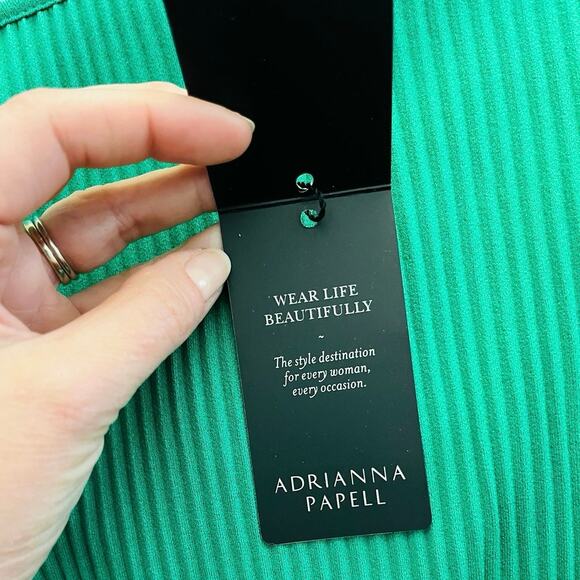 WEAR LIFE
BEAUTIFULLY
~
The style destination
for every woman,
every occasion.
ADRIANNA
PAPELL